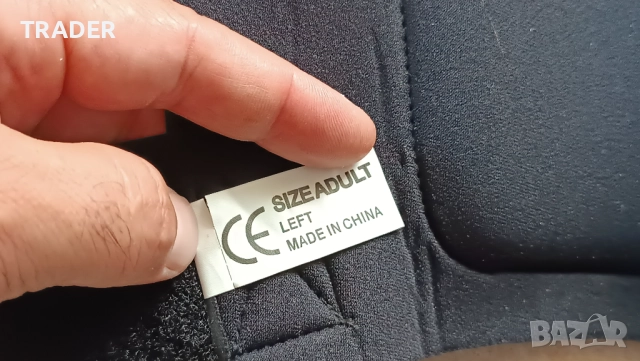 T TRADER
SIZE ADULT
CE LEFT
MADE IN CHINA
BAZAR